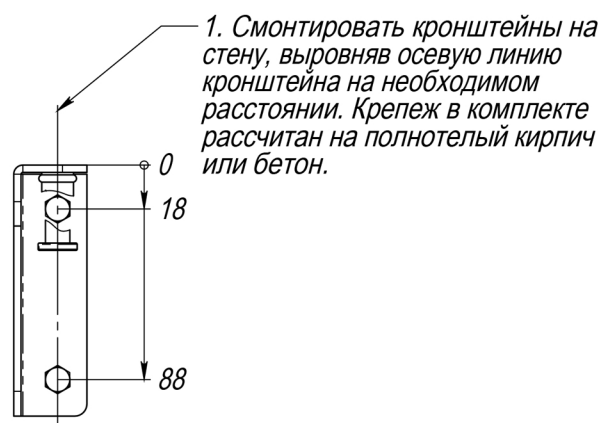 1. Смонтировать кронштейны на
стену, выровняв осевую линию
кронштейна на необходимом
расстоянии. Крепеж в комплекте
рассчитан на полнотелый кирпич
или бетон.
0
18
88